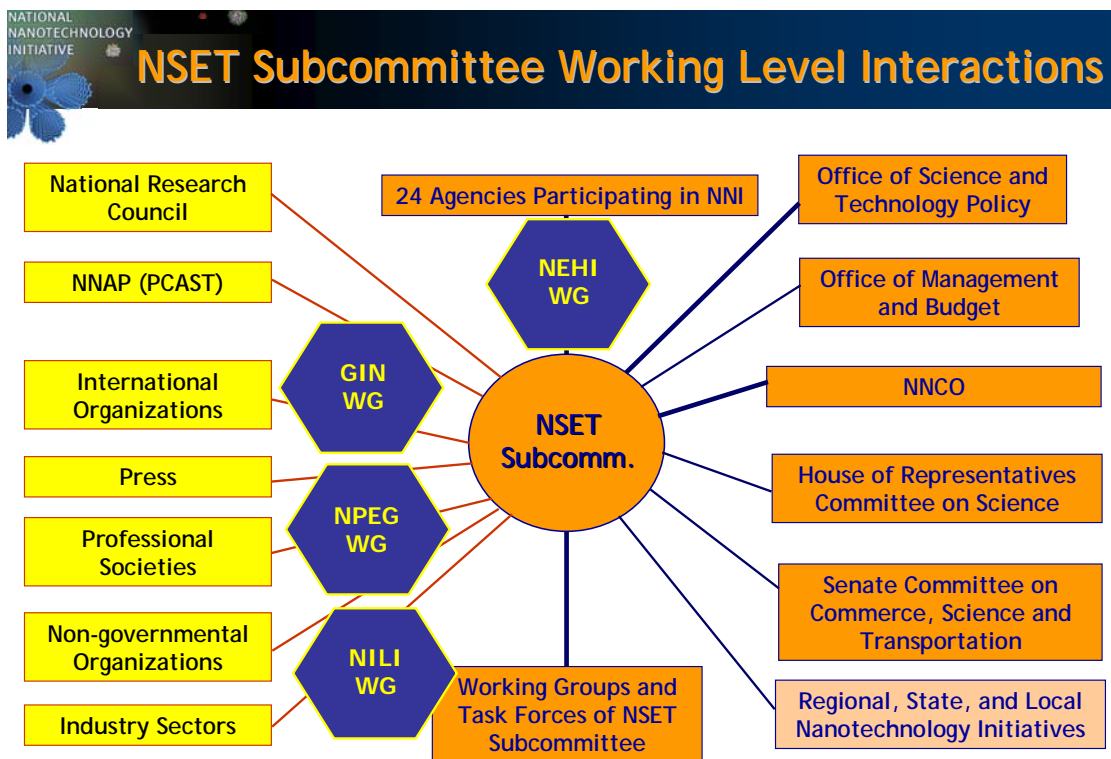 NATIONAL
NANOTECHNOLOGY
INITIATIVE
NSET Subcommittee Working Level Interactions
National Research
Council
NNAP (PCAST)
International
Organizations
Press
Professional
Societies
Non-governmental
Organizations
Industry Sectors
24 Agencies Participating in NNI
NEHI
WG
GIN
WG
NPEG
WG
NILI
WG
NSET
Subcomm.
Working Groups and
Task Forces of NSET
Subcommittee
Office of Science and
Technology Policy
Office of Management
and Budget
NNCO
House of Representatives
Committee on Science
Senate Committee on
Commerce, Science and
Transportation
Regional, State, and Local
Nanotechnology Initiatives